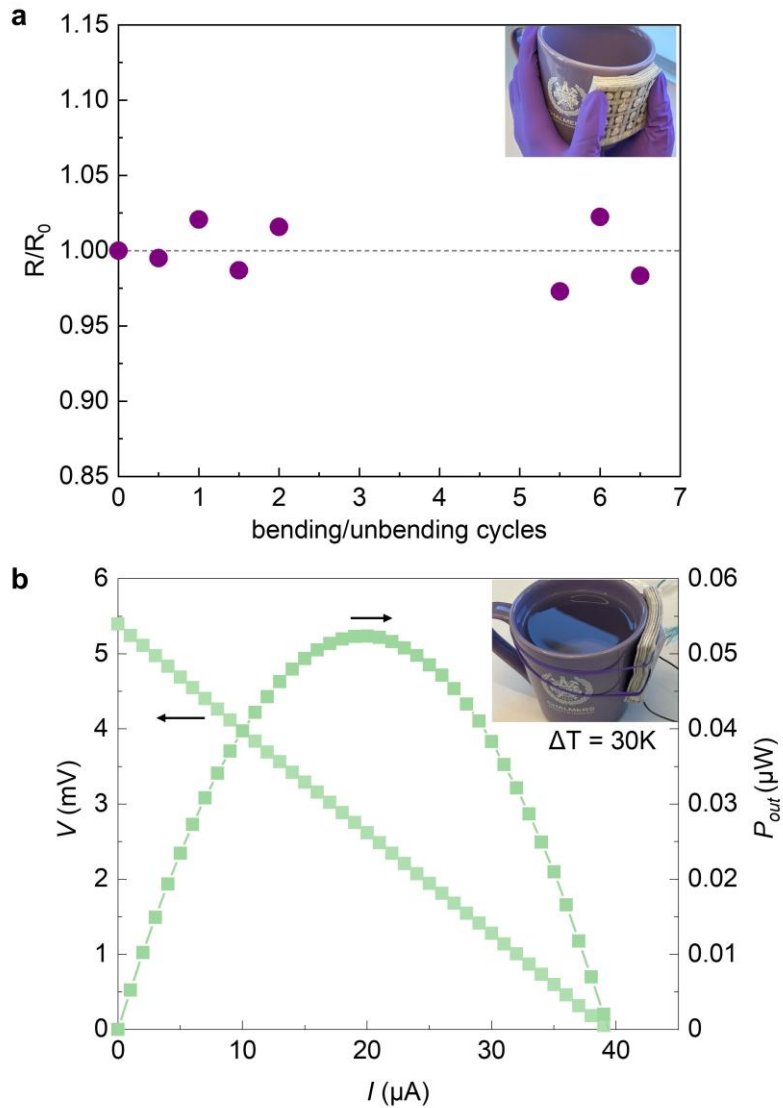 a
1.15
1.10
1.05
1.00
0.95
0.90
0.85
R/R0
0 1 2 3 4 5 6 7
bending/unbending cycles
CHALMERS
b
6
5
4
3
2
1
0
V (mV)
0.06
0.05
0.04
0.03
0.02
0.01
0
Pout (μW)
CHALMERS
ΔT = 30K
0 10 20 30 40
I (μA)